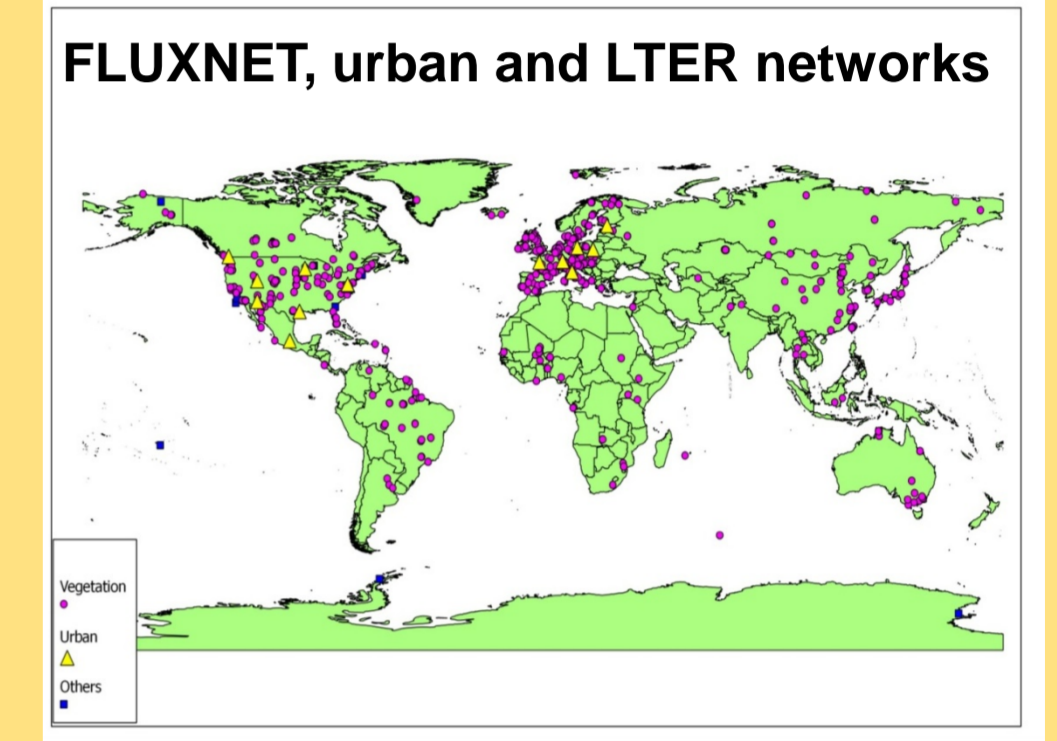 FLUXNET, urban and LTER networks
Vegetation
Urban
Others